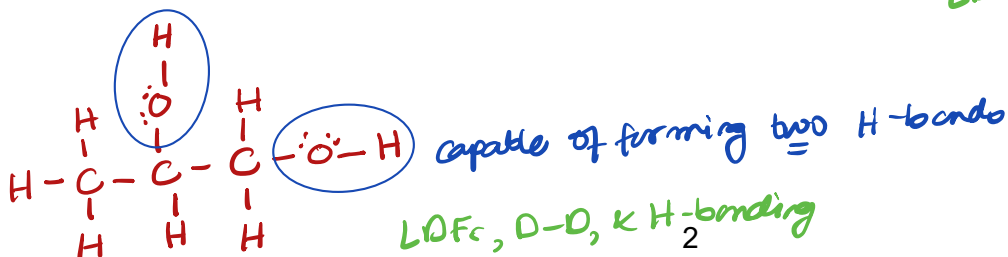 H
O
H H
H-C-C-C-O-H capable of forming two H-bonds
H H H
LDFs, D-D, & H-bonding
2